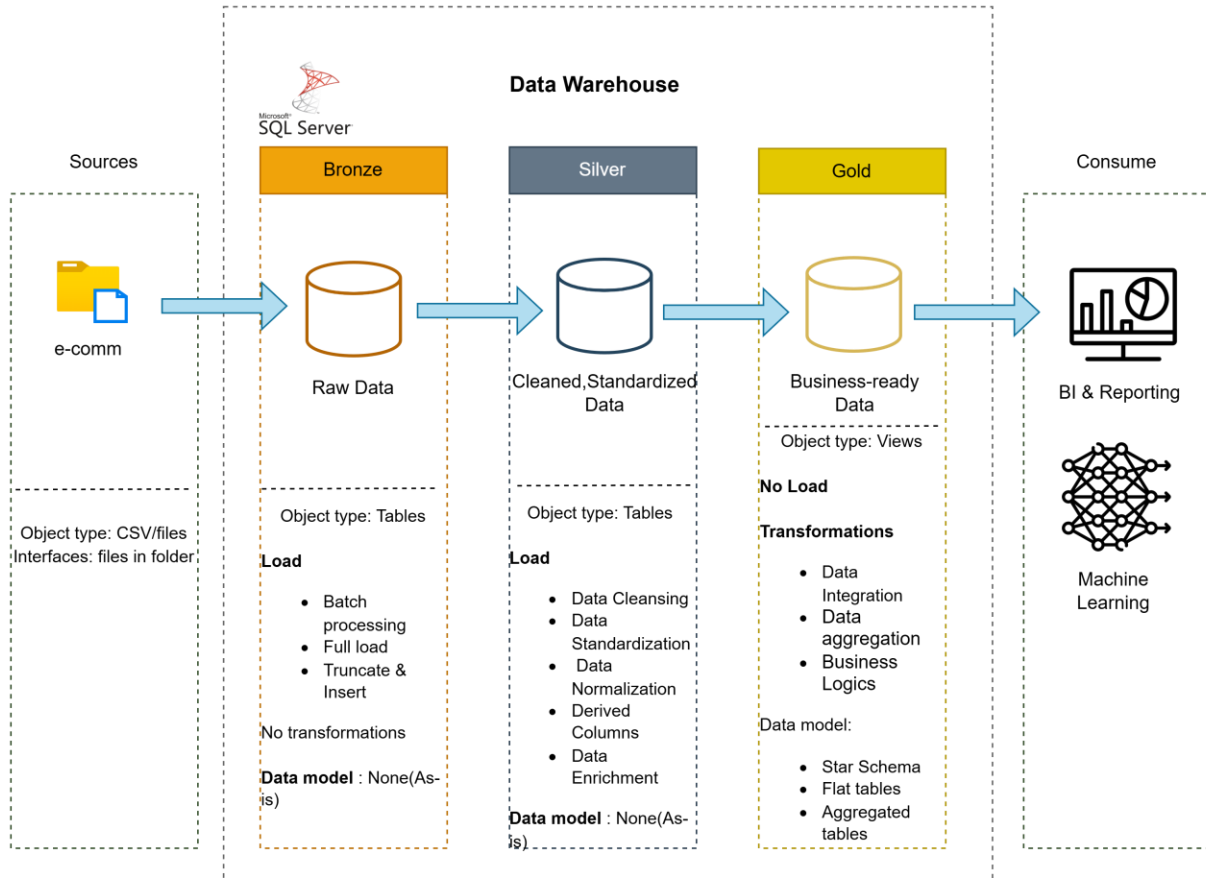 Data Warehouse
Microsoft®
SQL Server
Sources
e-comm
Object type: CSV/files
Interfaces: files in folder
Bronze
Raw Data
Object type: Tables
Load
• Batch
processing
• Full load
• Truncate &
Insert
No transformations
Data model : None(As-
is)
Silver
Cleaned,Standardized
Data
Object type: Tables
Load
• Data Cleansing
• Data
Standardization
• Data
Normalization
• Derived
Columns
• Data
Enrichment
Data model : None(As-
is)
Gold
Business-ready
Data
Object type: Views
No Load
Transformations
• Data
Integration
• Data
aggregation
• Business
Logics
Data model:
• Star Schema
• Flat tables
• Aggregated
tables
Consume
BI & Reporting
Machine
Learning